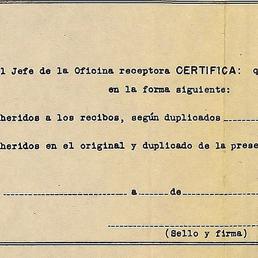 l Jefe de la Oficina receptora CERTIFICA: q
en la forma siguiente:
heridos a los recibos, según duplicados
heridos en el original y duplicado de la prese
a de
(Sello y firma)